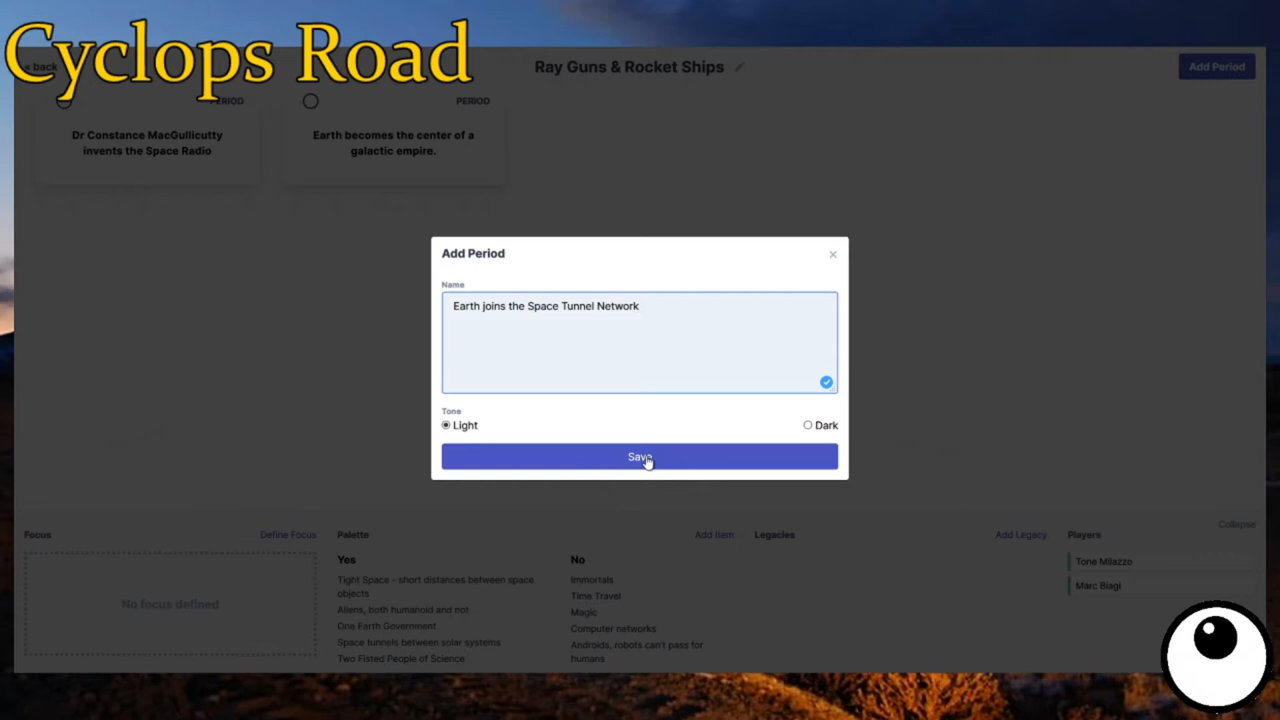 Cyclops Road
< back
Ray Guns & Rocket Ships
Add Period
PERIOD
PERIOD
Dr Constance MacGullicutty
invents the Space Radio
Earth becomes the center of a
galactic empire.
Add Period
×
Name
Earth joins the Space Tunnel Network
Tone
Light
Dark
Save
Collapse
Focus
Define Focus
Palette
Add Item
Legacies
Add Legacy
Players
No focus defined
Yes
Tight Space - short distances between space
objects
Aliens, both humanoid and not
One Earth Government
Space tunnels between solar systems
Two Fisted People of Science
No
Immortals
Time Travel
Magic
Computer networks
Androids, robots can't pass for
humans
Tone Milazzo
Marc Biagi